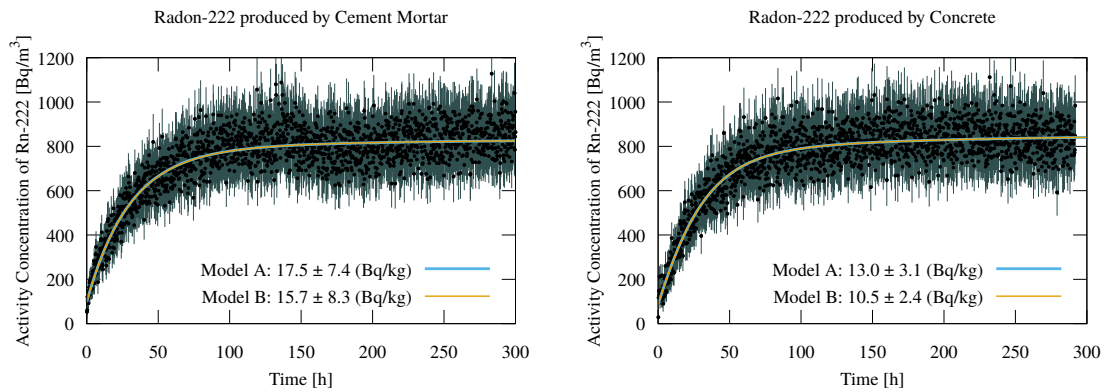 Radon-222 produced by Cement Mortar
Activity Concentration of Rn-222 [Bq/m³]
1200
1000
800
600
400
200
0
Model A: 17.5 ± 7.4 (Bq/kg)
Model B: 15.7 ± 8.3 (Bq/kg)
0 50 100 150 200 250 300
Time [h]
Radon-222 produced by Concrete
Activity Concentration of Rn-222 [Bq/m³]
1200
1000
800
600
400
200
0
Model A: 13.0 ± 3.1 (Bq/kg)
Model B: 10.5 ± 2.4 (Bq/kg)
0 50 100 150 200 250 300
Time [h]